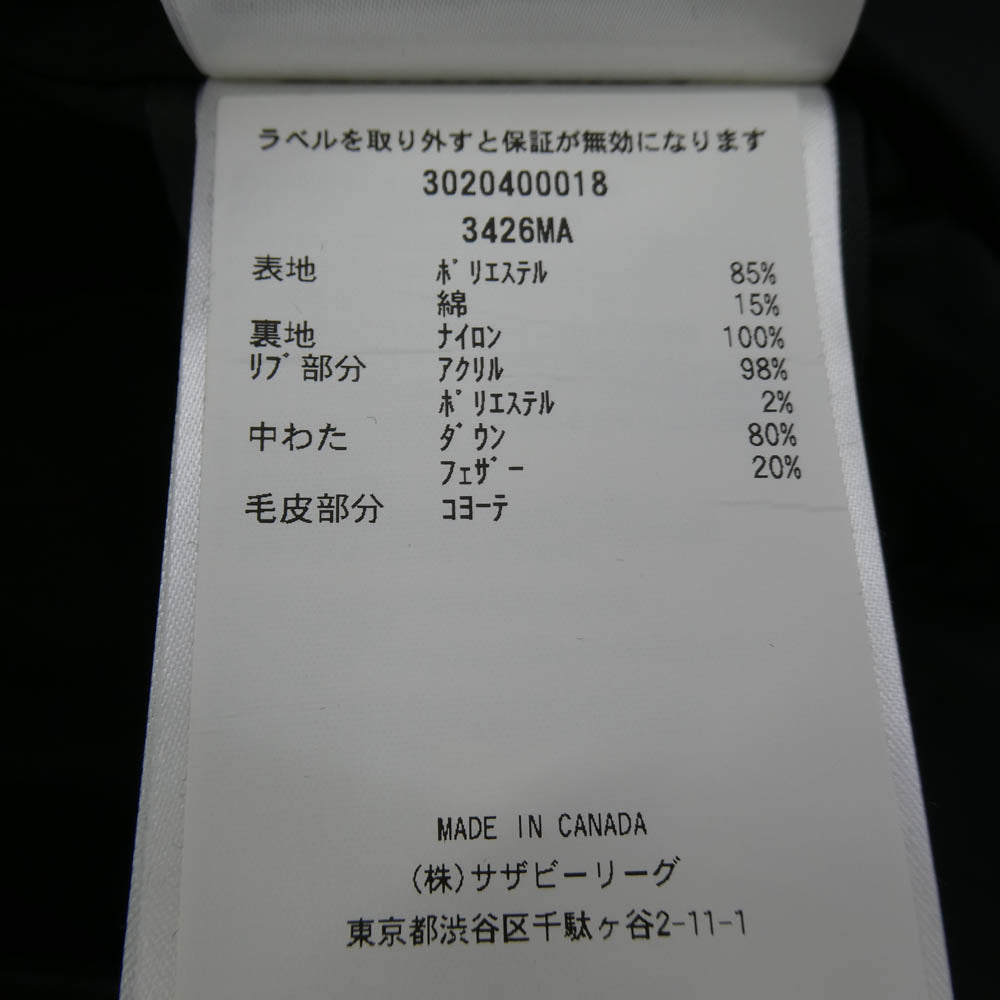 ラベルを取り外すと保証が無効になります
3020400018
3426MA
表地 ﾎﾟﾘｴｽﾃﾙ 85%
綿 15%
裏地 ﾅｲﾛﾝ 100%
ﾘﾌﾞ部分 ｱｸﾘﾙ 98%
ﾎﾟﾘｴｽﾃﾙ 2%
中わた ﾀﾞｳﾝ 80%
ﾌｪｻﾞｰ 20%
毛皮部分 ｺﾖｰﾃ
MADE IN CANADA
(株)サザビーリーグ
東京都渋谷区千駄ヶ谷2-11-1